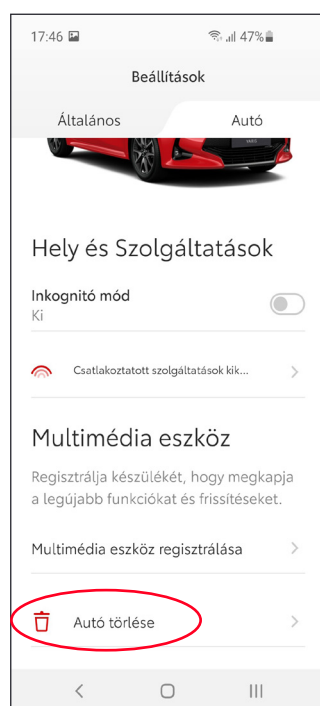 17:46 47%
Beállítások
Általános Autó
Hely és Szolgáltatások
Inkognitó mód
Ki
Csatlakoztatott szolgáltatások kik...
Multimédia eszköz
Regisztrálja készülékét, hogy megkapja
a legújabb funkciókat és frissítéseket.
Multimédia eszköz regisztrálása
Autó törlése